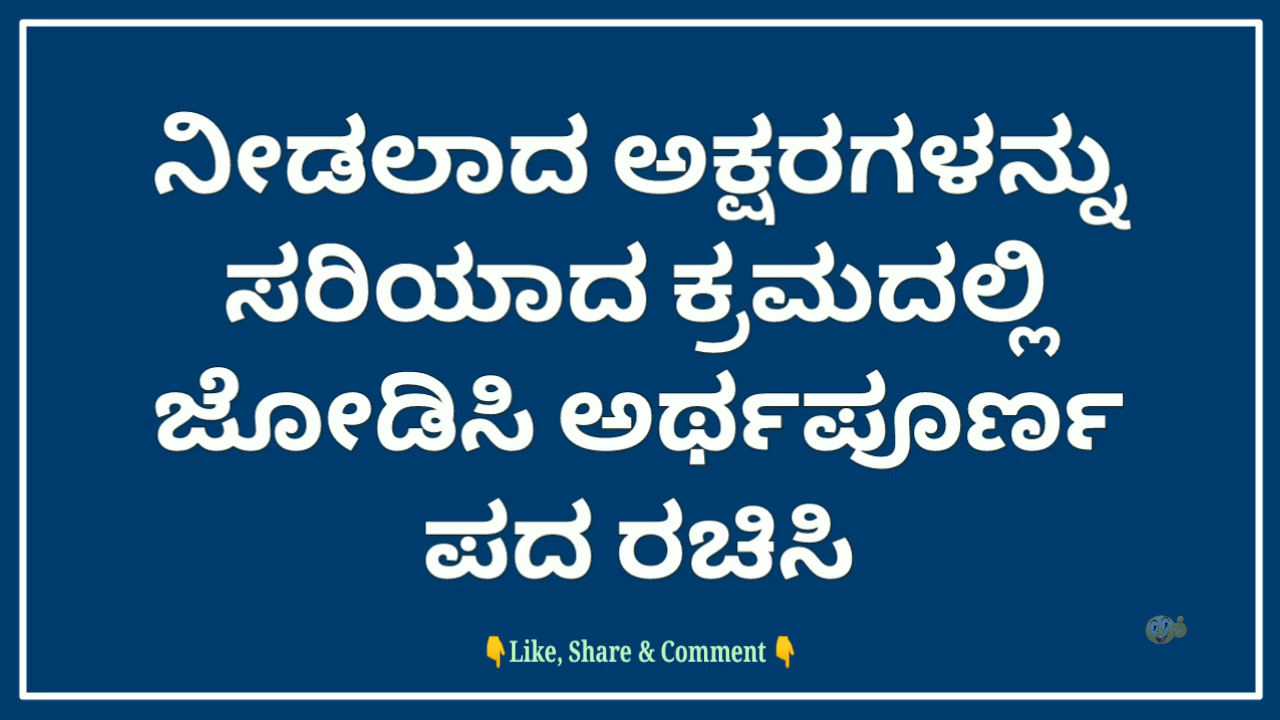 ನೀಡಲಾದ ಅಕ್ಷರಗಳನ್ನು
ಸರಿಯಾದ ಕ್ರಮದಲ್ಲಿ
ಜೋಡಿಸಿ ಅರ್ಥಪೂರ್ಣ
ಪದ ರಚಿಸಿ
👇Like, Share & Comment 👇